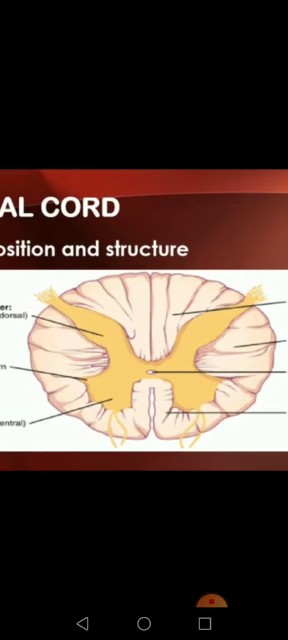 AL CORD
osition and structure
er:
dorsal)
n
entral)